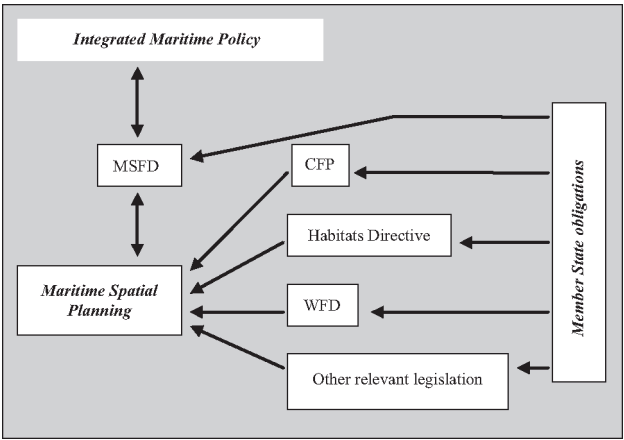 Integrated Maritime Policy
MSFD
CFP
Habitats Directive
Maritime Spatial
Planning
WFD
Other relevant legislation
Member State obligations